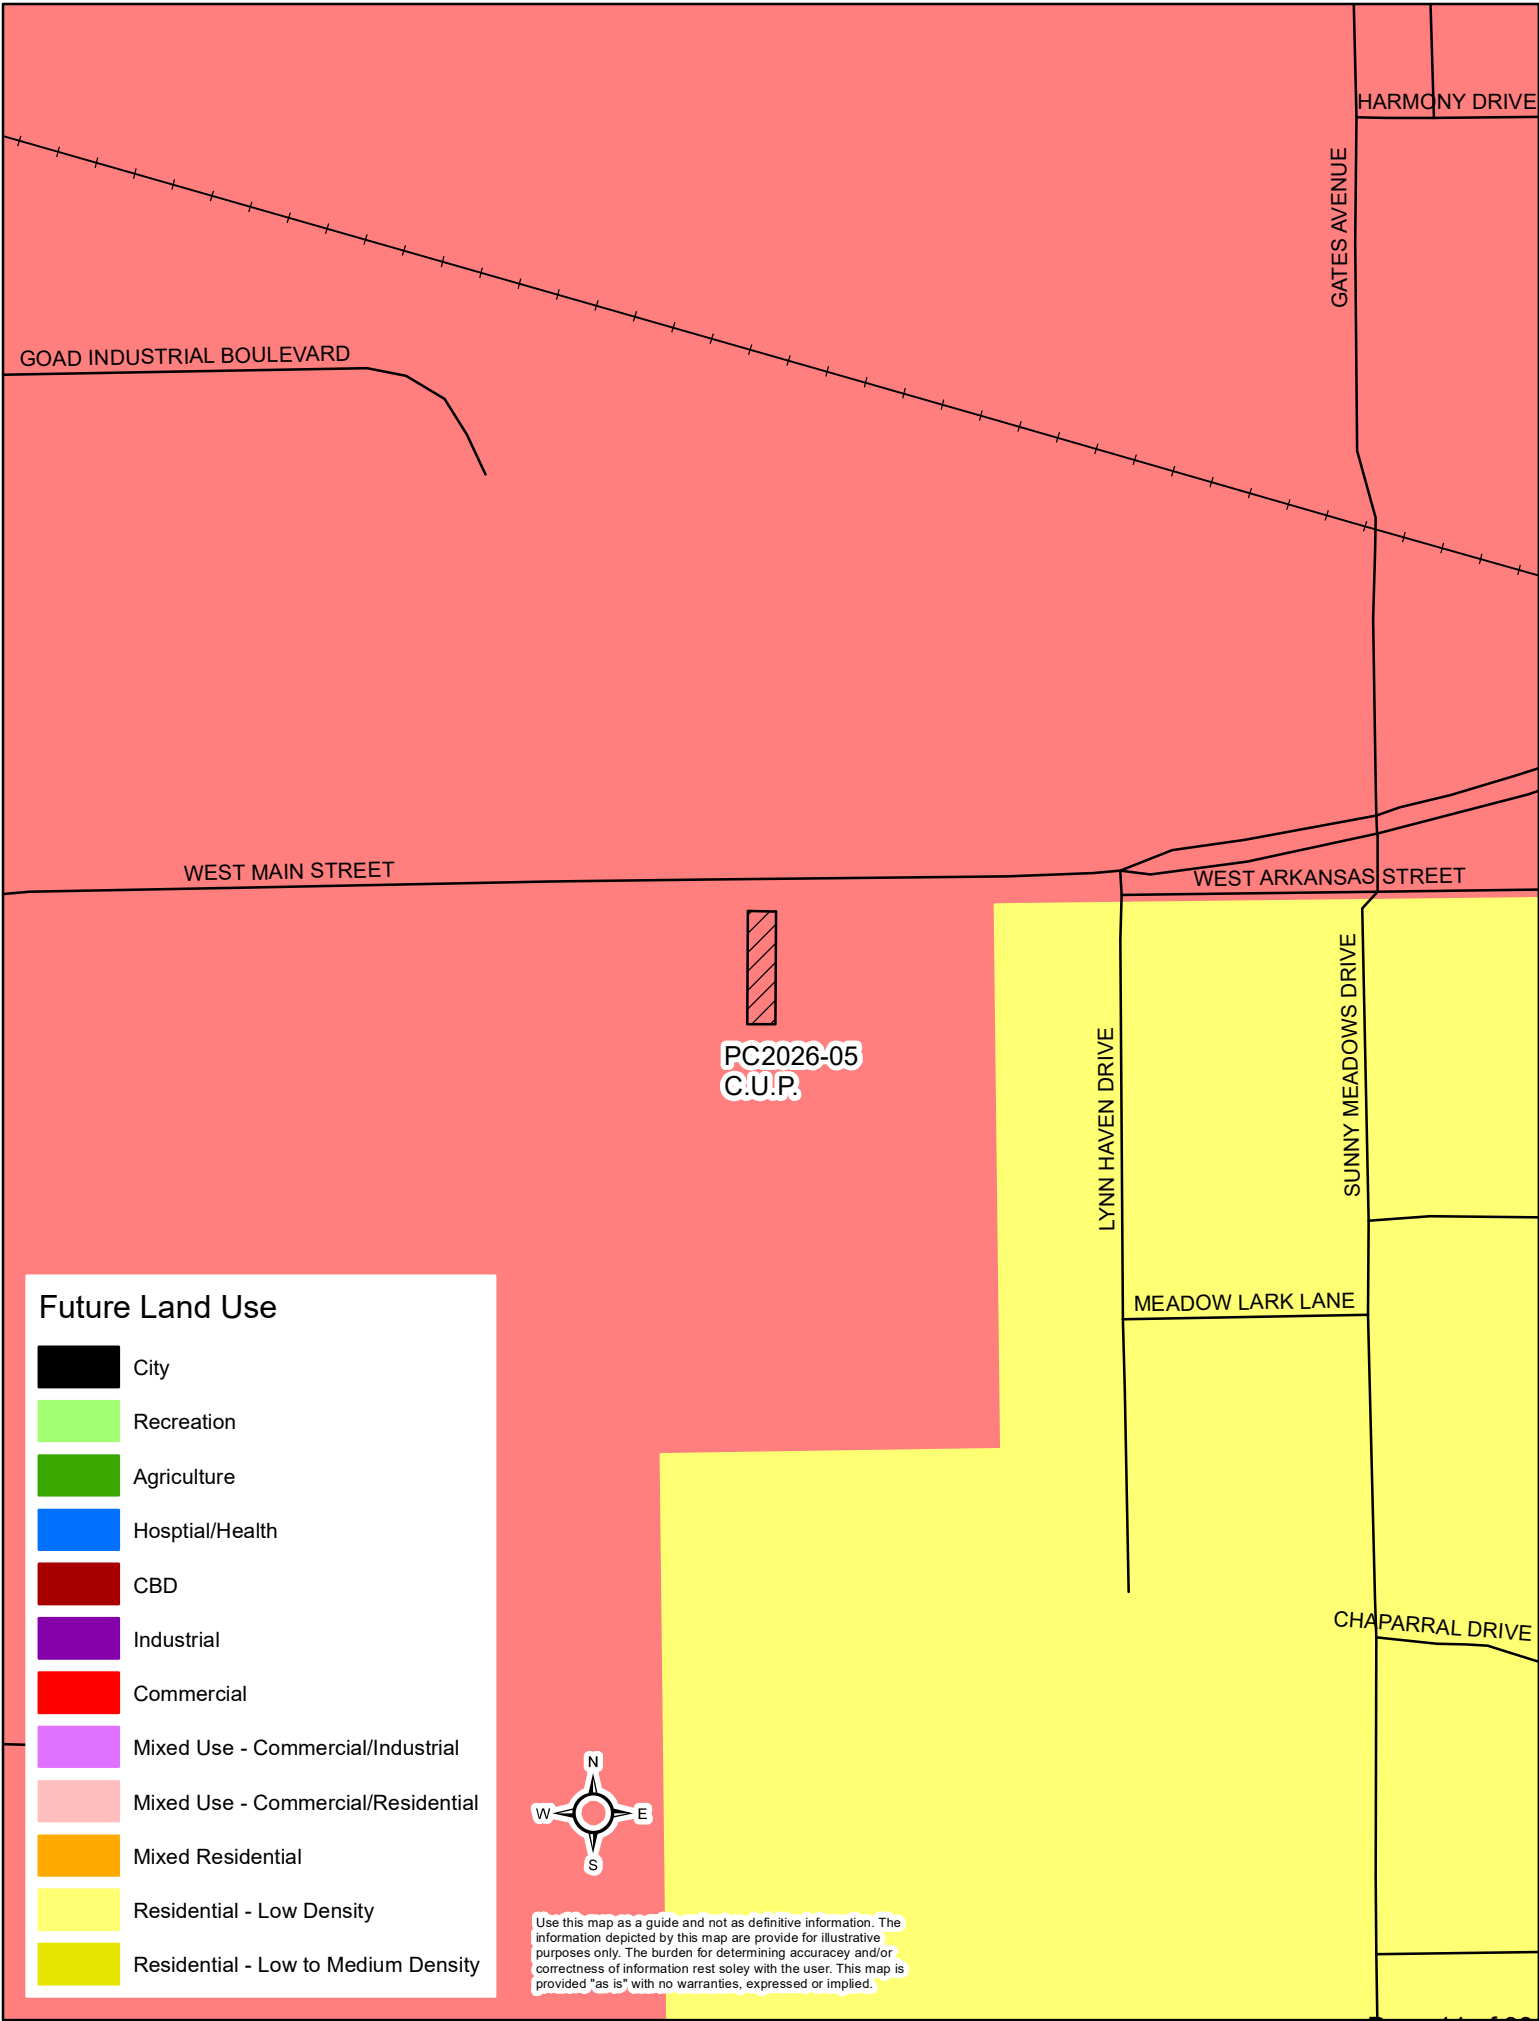 HARMONY DRIVE
GATES AVENUE
GOAD INDUSTRIAL BOULEVARD
WEST MAIN STREET
WEST ARKANSAS STREET
SUNNY MEADOWS DRIVE
LYNN HAVEN DRIVE
PC2026-05
C.U.P.
MEADOW LARK LANE
CHAPARRAL DRIVE
Future Land Use
City
Recreation
Agriculture
Hosptial/Health
CBD
Industrial
Commercial
Mixed Use - Commercial/Industrial
Mixed Use - Commercial/Residential
Mixed Residential
Residential - Low Density
Residential - Low to Medium Density
N
W E
S
Use this map as a guide and not as definitive information. The
information depicted by this map are provide for illustrative
purposes only. The burden for determining accuracey and/or
correctness of information rest soley with the user. This map is
provided "as is" with no warranties, expressed or implied.